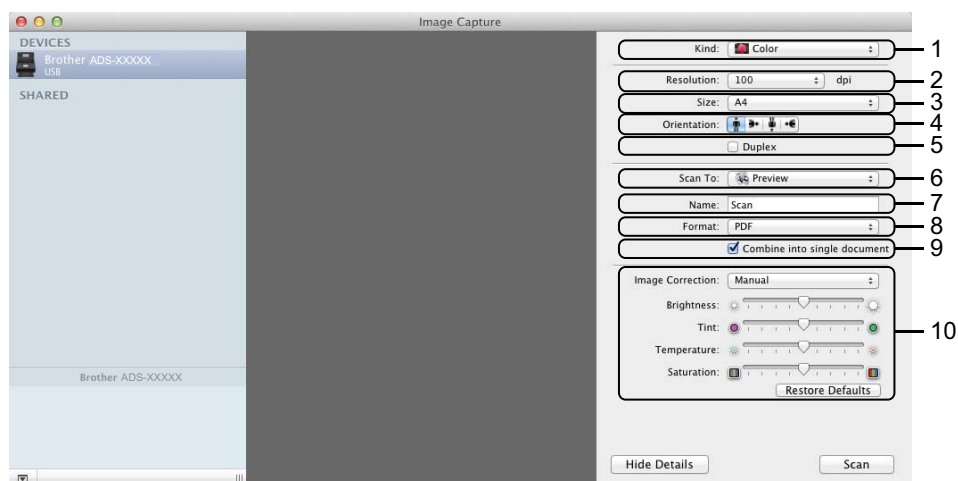 Image Capture
DEVICES
Brother ADS-XXXXX
USB
SHARED
Brother ADS-XXXXX
Kind: Color 1
Resolution: 100 dpi 2
Size: A4 3
Orientation: 4
Duplex 5
Scan To: Preview 6
Name: Scan 7
Format: PDF 8
Combine into single document 9
Image Correction: Manual
Brightness:
Tint: 10
Temperature:
Saturation:
Restore Defaults
Hide Details Scan